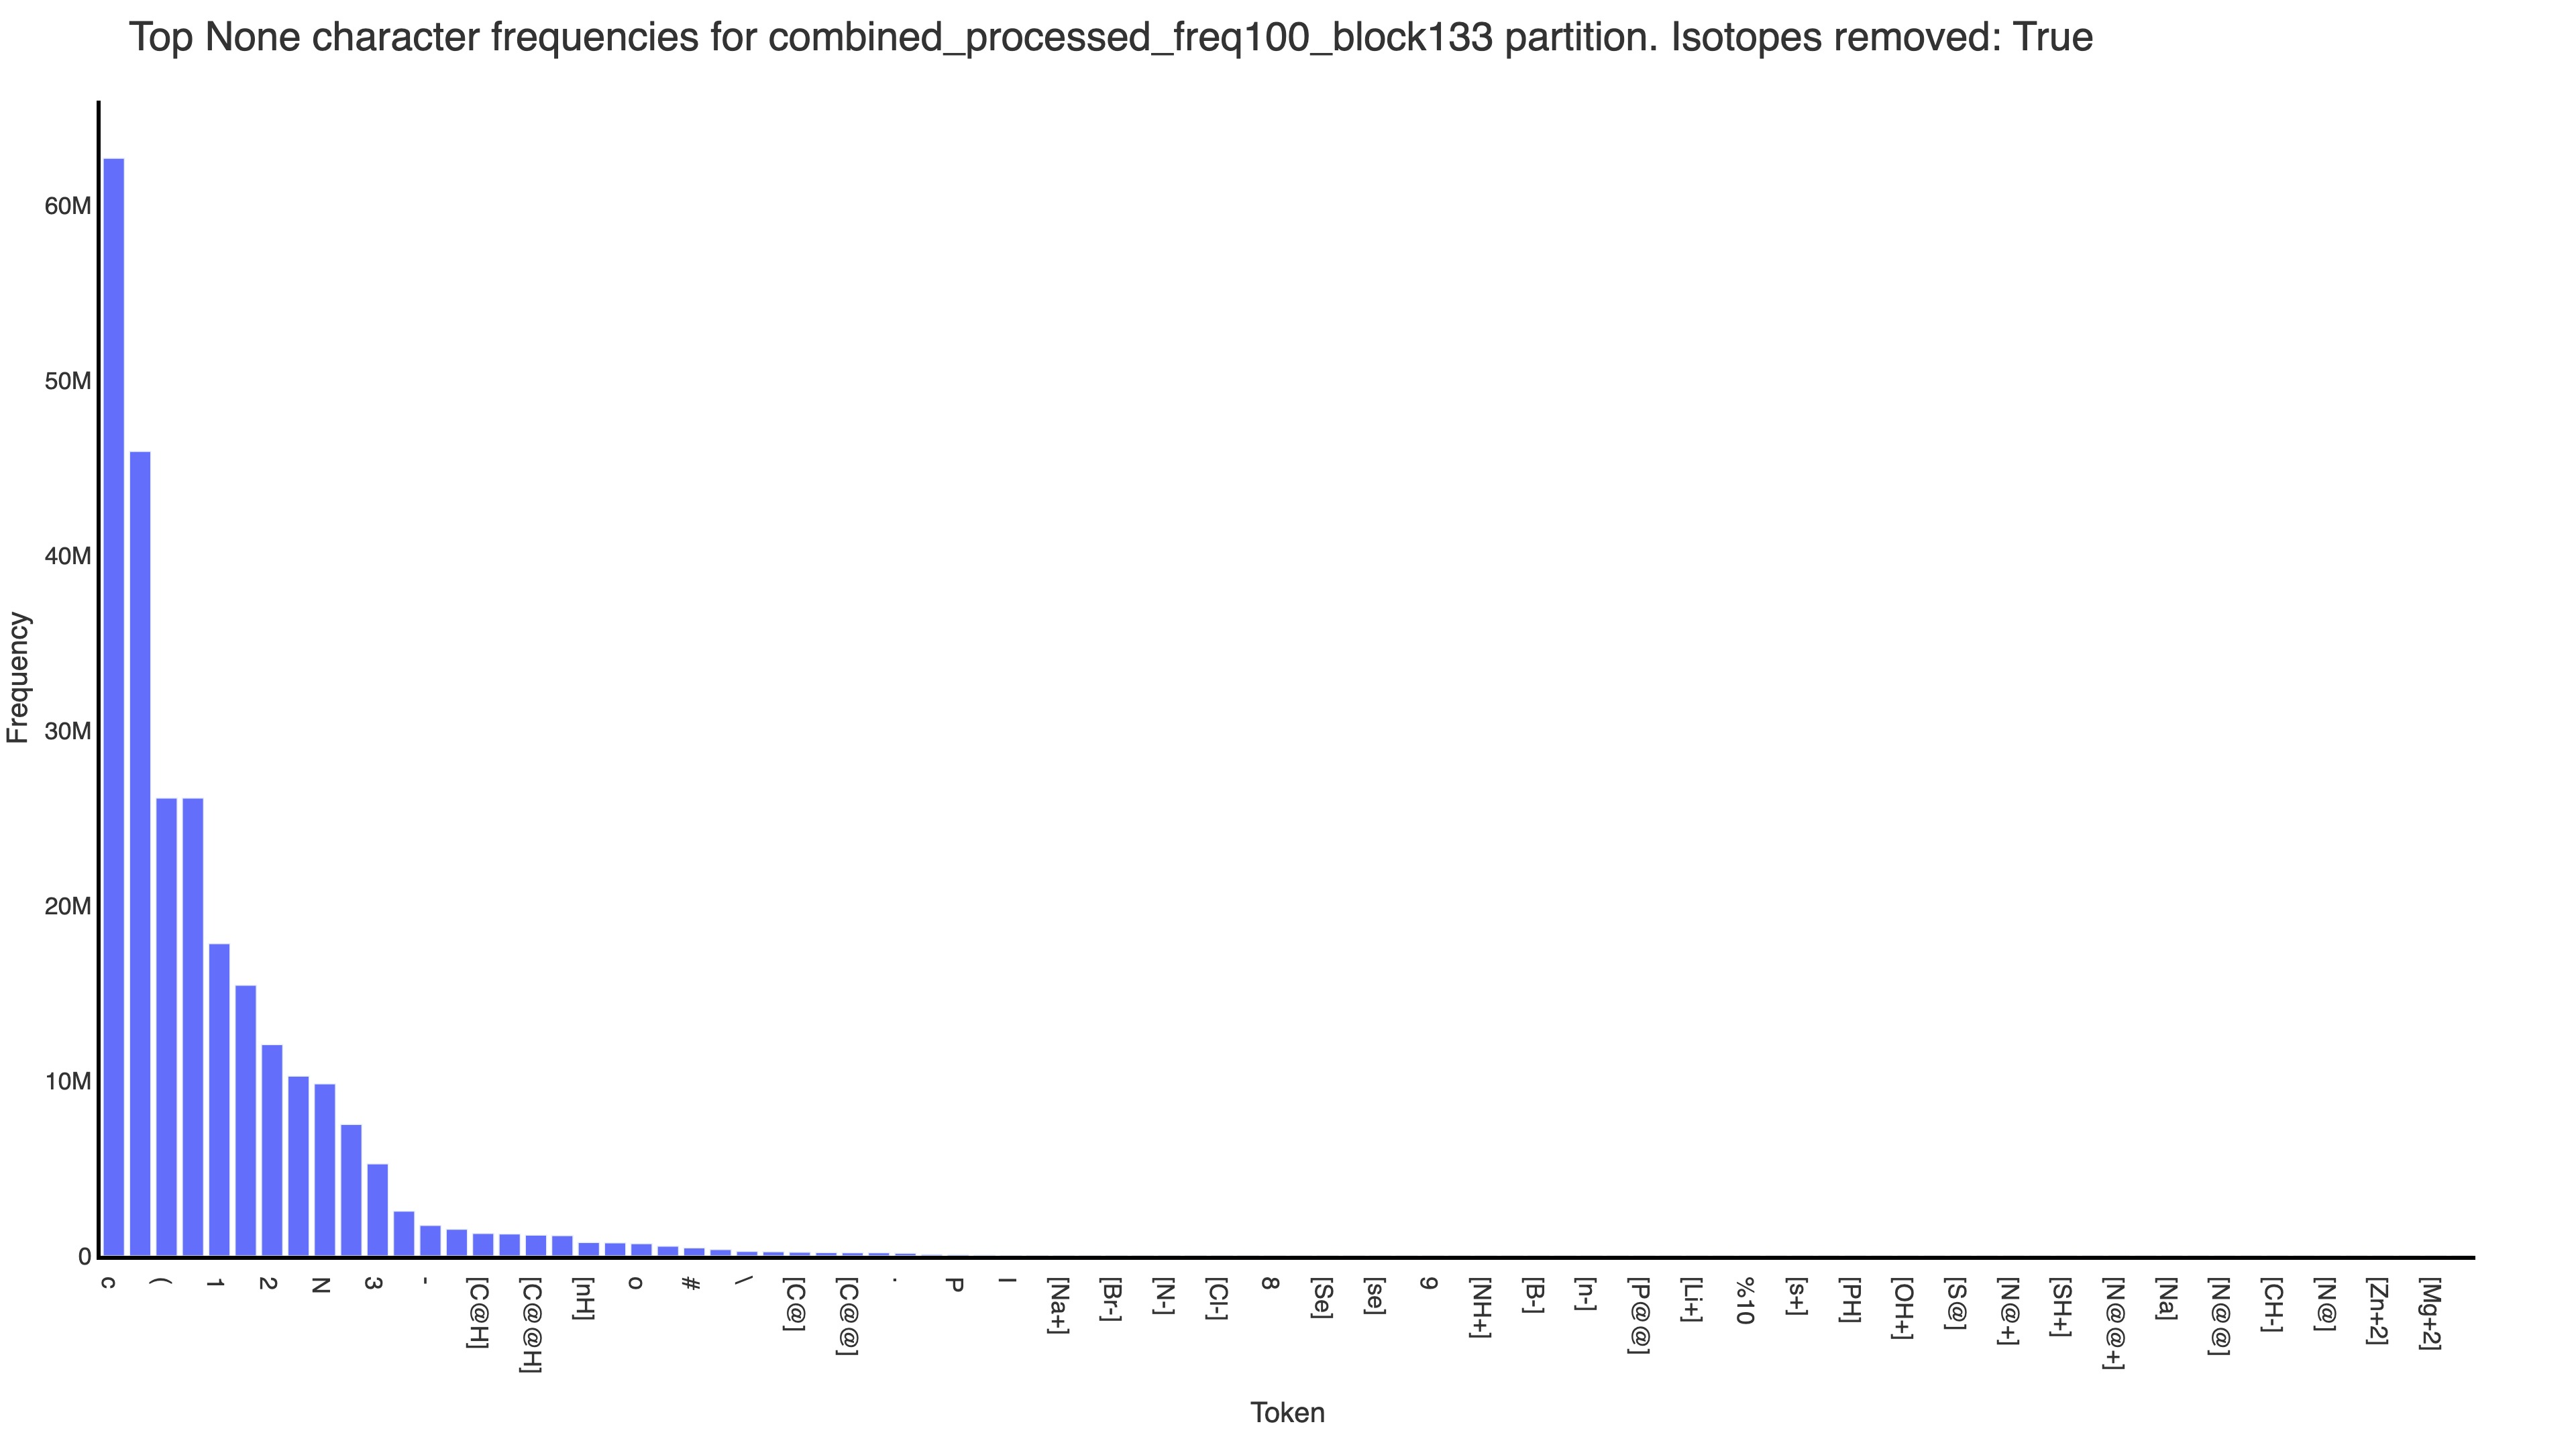 Top None character frequencies for combined_processed_freq100_block133 partition. Isotopes removed: True
60M
50M
40M
30M
20M
10M
0
Frequency
c
(
1
2
N
3
-
[C@H]
[C@@H]
[nH]
o
#
\
[C@]
[C@@]
.
P
I
[Na+]
[Br-]
[N-]
[Cl-]
8
[Se]
[se]
9
[NH+]
[B-]
[n-]
[P@@]
[Li+]
%10
[s+]
[PH]
[OH+]
[S@]
[N@+]
[SH+]
[N@@+]
[Na]
[N@@]
[CH-]
[N@]
[Zn+2]
[Mg+2]
Token